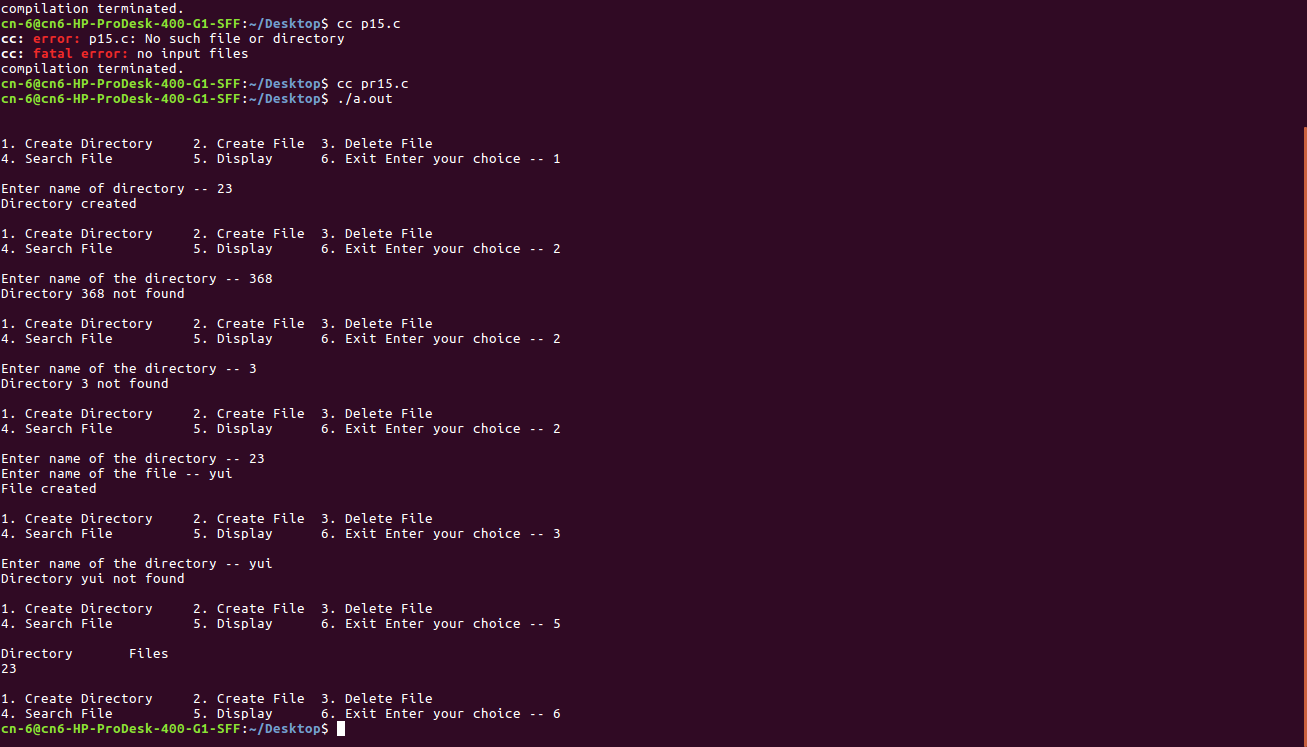 compilation terminated.
cn-6@cn6-HP-ProDesk-400-G1-SFF:~/Desktop$ cc p15.c
cc: error: p15.c: No such file or directory
cc: fatal error: no input files
compilation terminated.
cn-6@cn6-HP-ProDesk-400-G1-SFF:~/Desktop$ cc pr15.c
cn-6@cn6-HP-ProDesk-400-G1-SFF:~/Desktop$ ./a.out
1. Create Directory     2. Create File  3. Delete File
4. Search File          5. Display      6. Exit Enter your choice -- 1
Enter name of directory -- 23
Directory created
1. Create Directory     2. Create File  3. Delete File
4. Search File          5. Display      6. Exit Enter your choice -- 2
Enter name of the directory -- 368
Directory 368 not found
1. Create Directory     2. Create File  3. Delete File
4. Search File          5. Display      6. Exit Enter your choice -- 2
Enter name of the directory -- 3
Directory 3 not found
1. Create Directory     2. Create File  3. Delete File
4. Search File          5. Display      6. Exit Enter your choice -- 2
Enter name of the directory -- 23
Enter name of the file -- yui
File created
1. Create Directory     2. Create File  3. Delete File
4. Search File          5. Display      6. Exit Enter your choice -- 3
Enter name of the directory -- yui
Directory yui not found
1. Create Directory     2. Create File  3. Delete File
4. Search File          5. Display      6. Exit Enter your choice -- 5
Directory       Files
23
1. Create Directory     2. Create File  3. Delete File
4. Search File          5. Display      6. Exit Enter your choice -- 6
cn-6@cn6-HP-ProDesk-400-G1-SFF:~/Desktop$